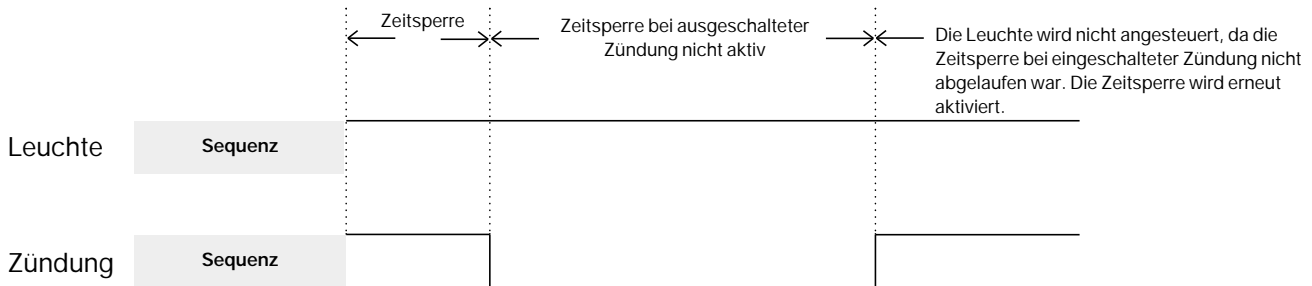 Zeitsperre
Zeitsperre bei ausgeschalteter
Zündung nicht aktiv
Die Leuchte wird nicht angesteuert, da die
Zeitsperre bei eingeschalteter Zündung nicht
abgelaufen war. Die Zeitsperre wird erneut
aktiviert.
Leuchte
Sequenz
Zündung
Sequenz